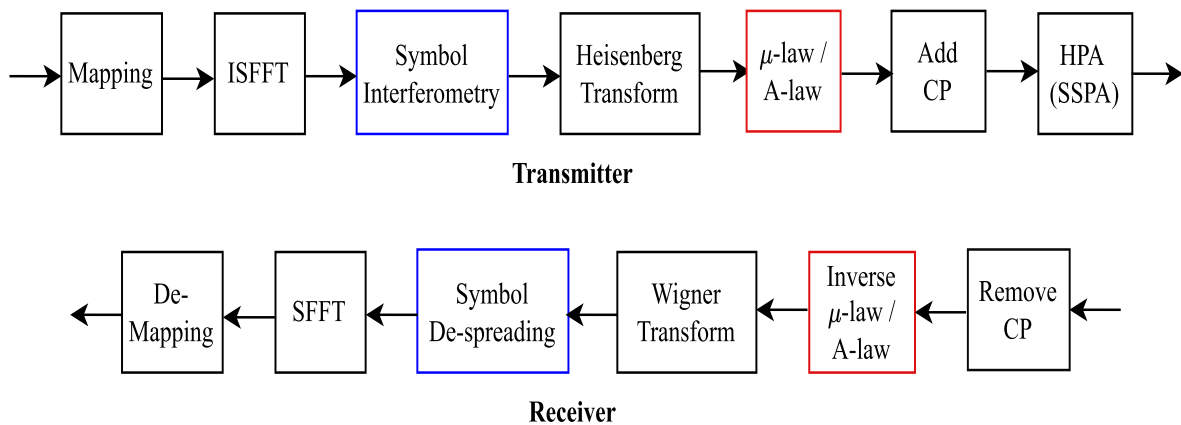 Mapping
ISFFT
Symbol
Interferometry
Heisenberg
Transform
μ-law /
A-law
Add
CP
HPA
(SSPA)
Transmitter
De-
Mapping
SFFT
Symbol
De-spreading
Wigner
Transform
Inverse
μ-law /
A-law
Remove
CP
Receiver